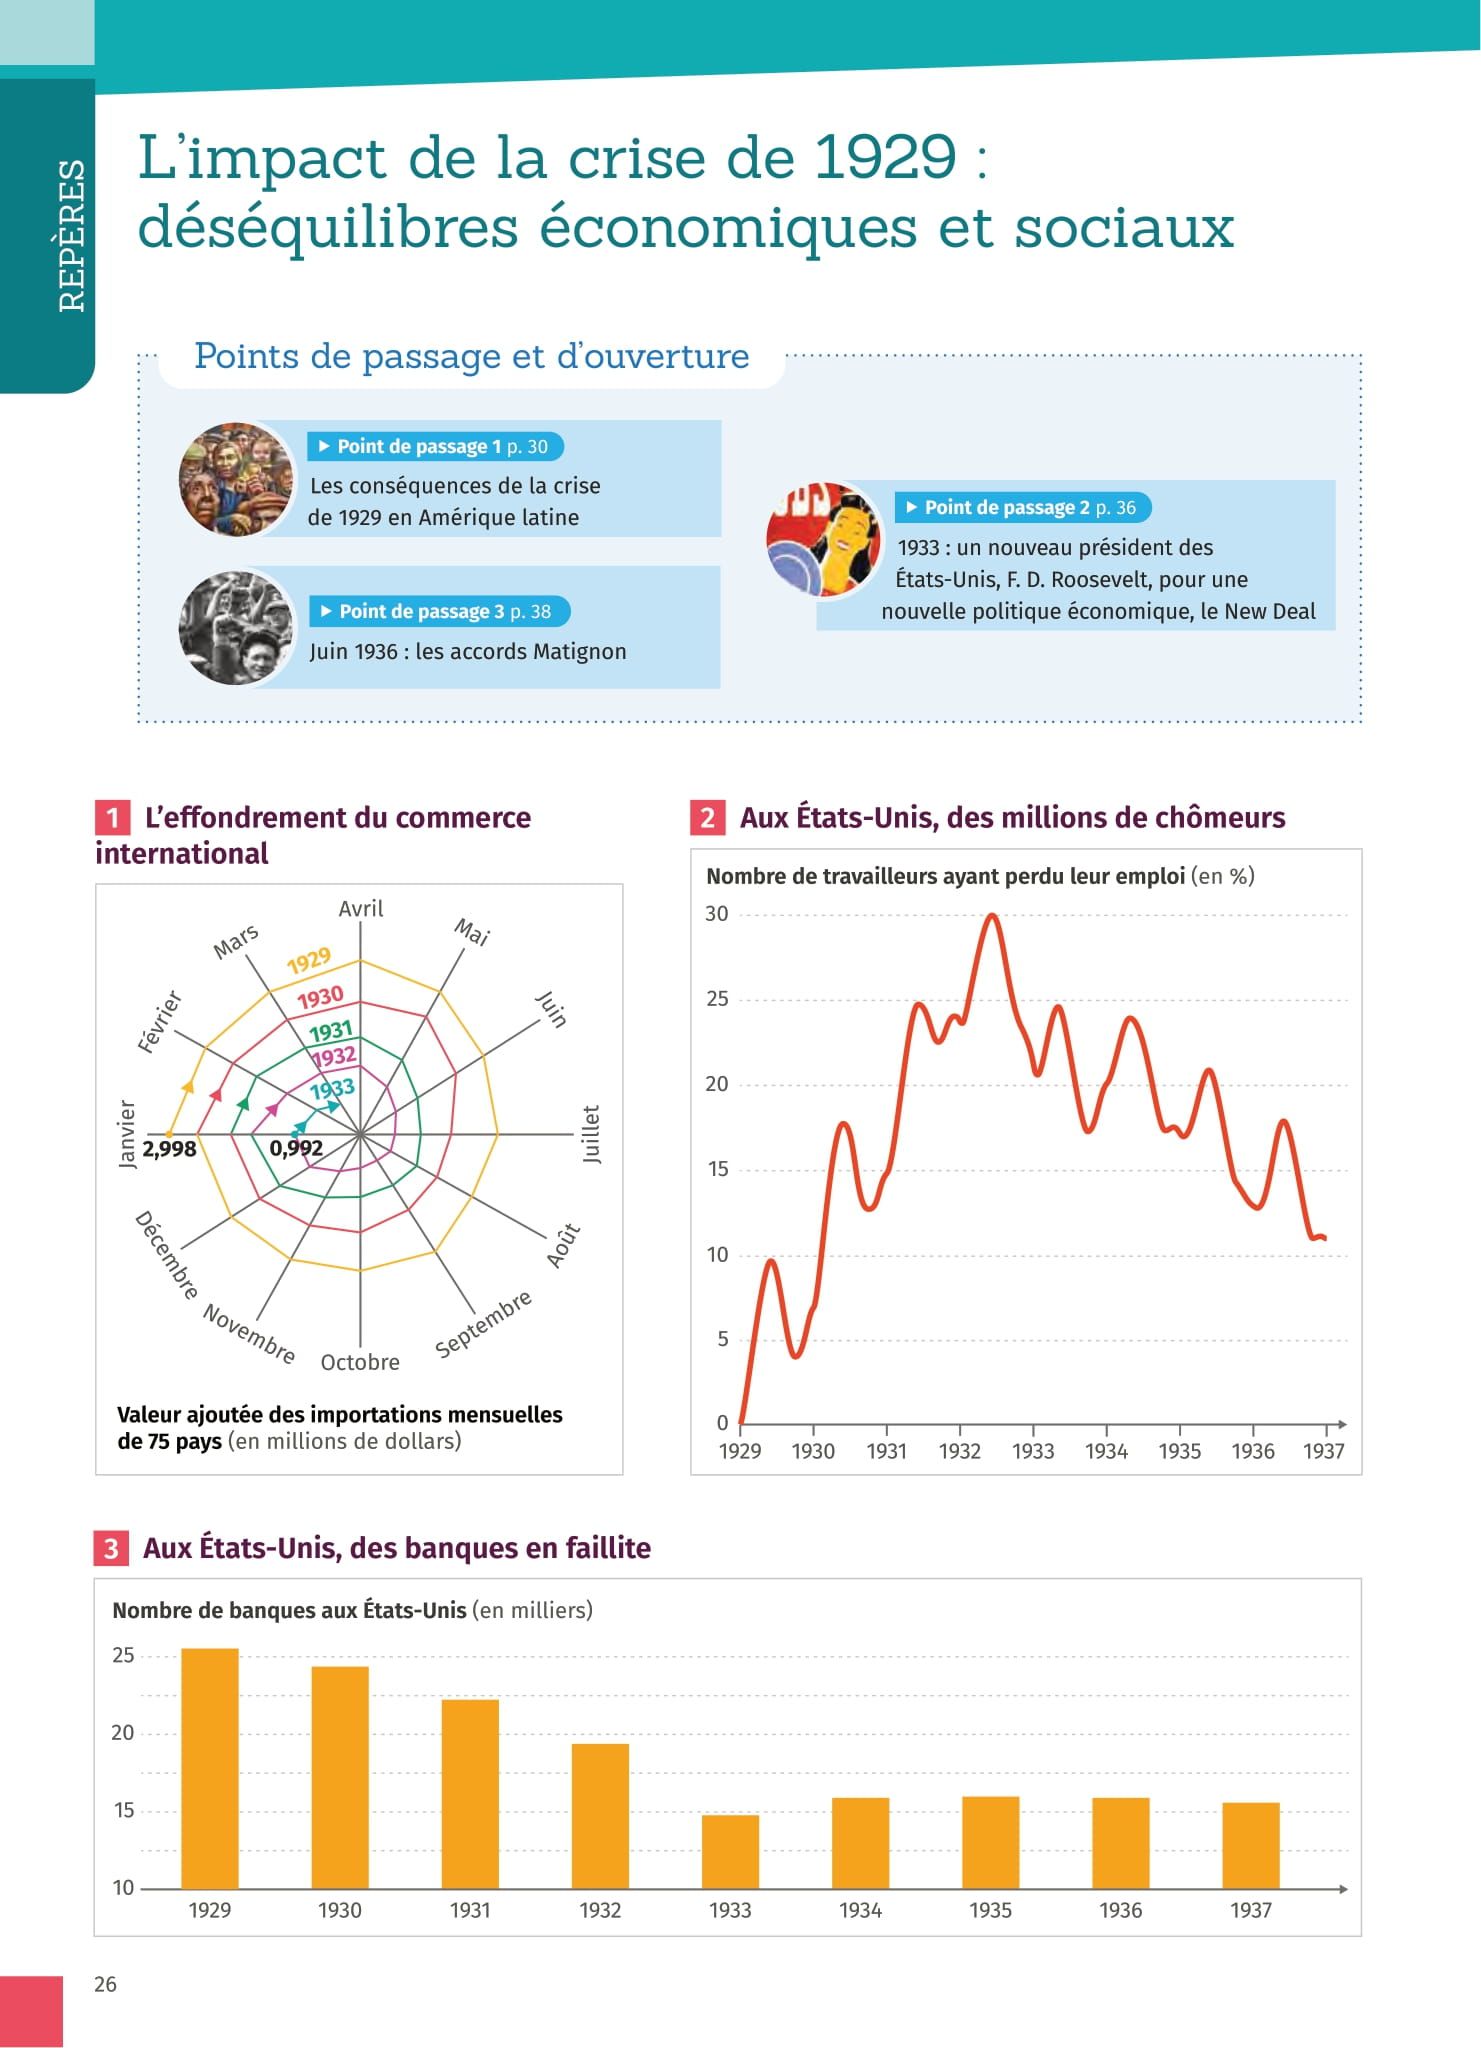 REPÈRES
L'impact de la crise de 1929 :
déséquilibres économiques et sociaux
Points de passage et d'ouverture
▶ Point de passage 1 p. 30
Les conséquences de la crise
de 1929 en Amérique latine
▶ Point de passage 3 p. 38
Juin 1936 : les accords Matignon
▶ Point de passage 2 p. 36
1933 : un nouveau président des
États-Unis, F. D. Roosevelt, pour une
nouvelle politique économique, le New Deal
1 L'effondrement du commerce
international
Avril
Mai
Juin
Juillet
Août
Septembre
Octobre
Novembre
Décembre
Janvier
Février
Mars
1929
1930
1931
1932
1933
2,998
0,992
Valeur ajoutée des importations mensuelles
de 75 pays (en millions de dollars)
2 Aux États-Unis, des millions de chômeurs
Nombre de travailleurs ayant perdu leur emploi (en %)
30
25
20
15
10
5
0
1929 1930 1931 1932 1933 1934 1935 1936 1937
3 Aux États-Unis, des banques en faillite
Nombre de banques aux États-Unis (en milliers)
25
20
15
10
1929 1930 1931 1932 1933 1934 1935 1936 1937
26